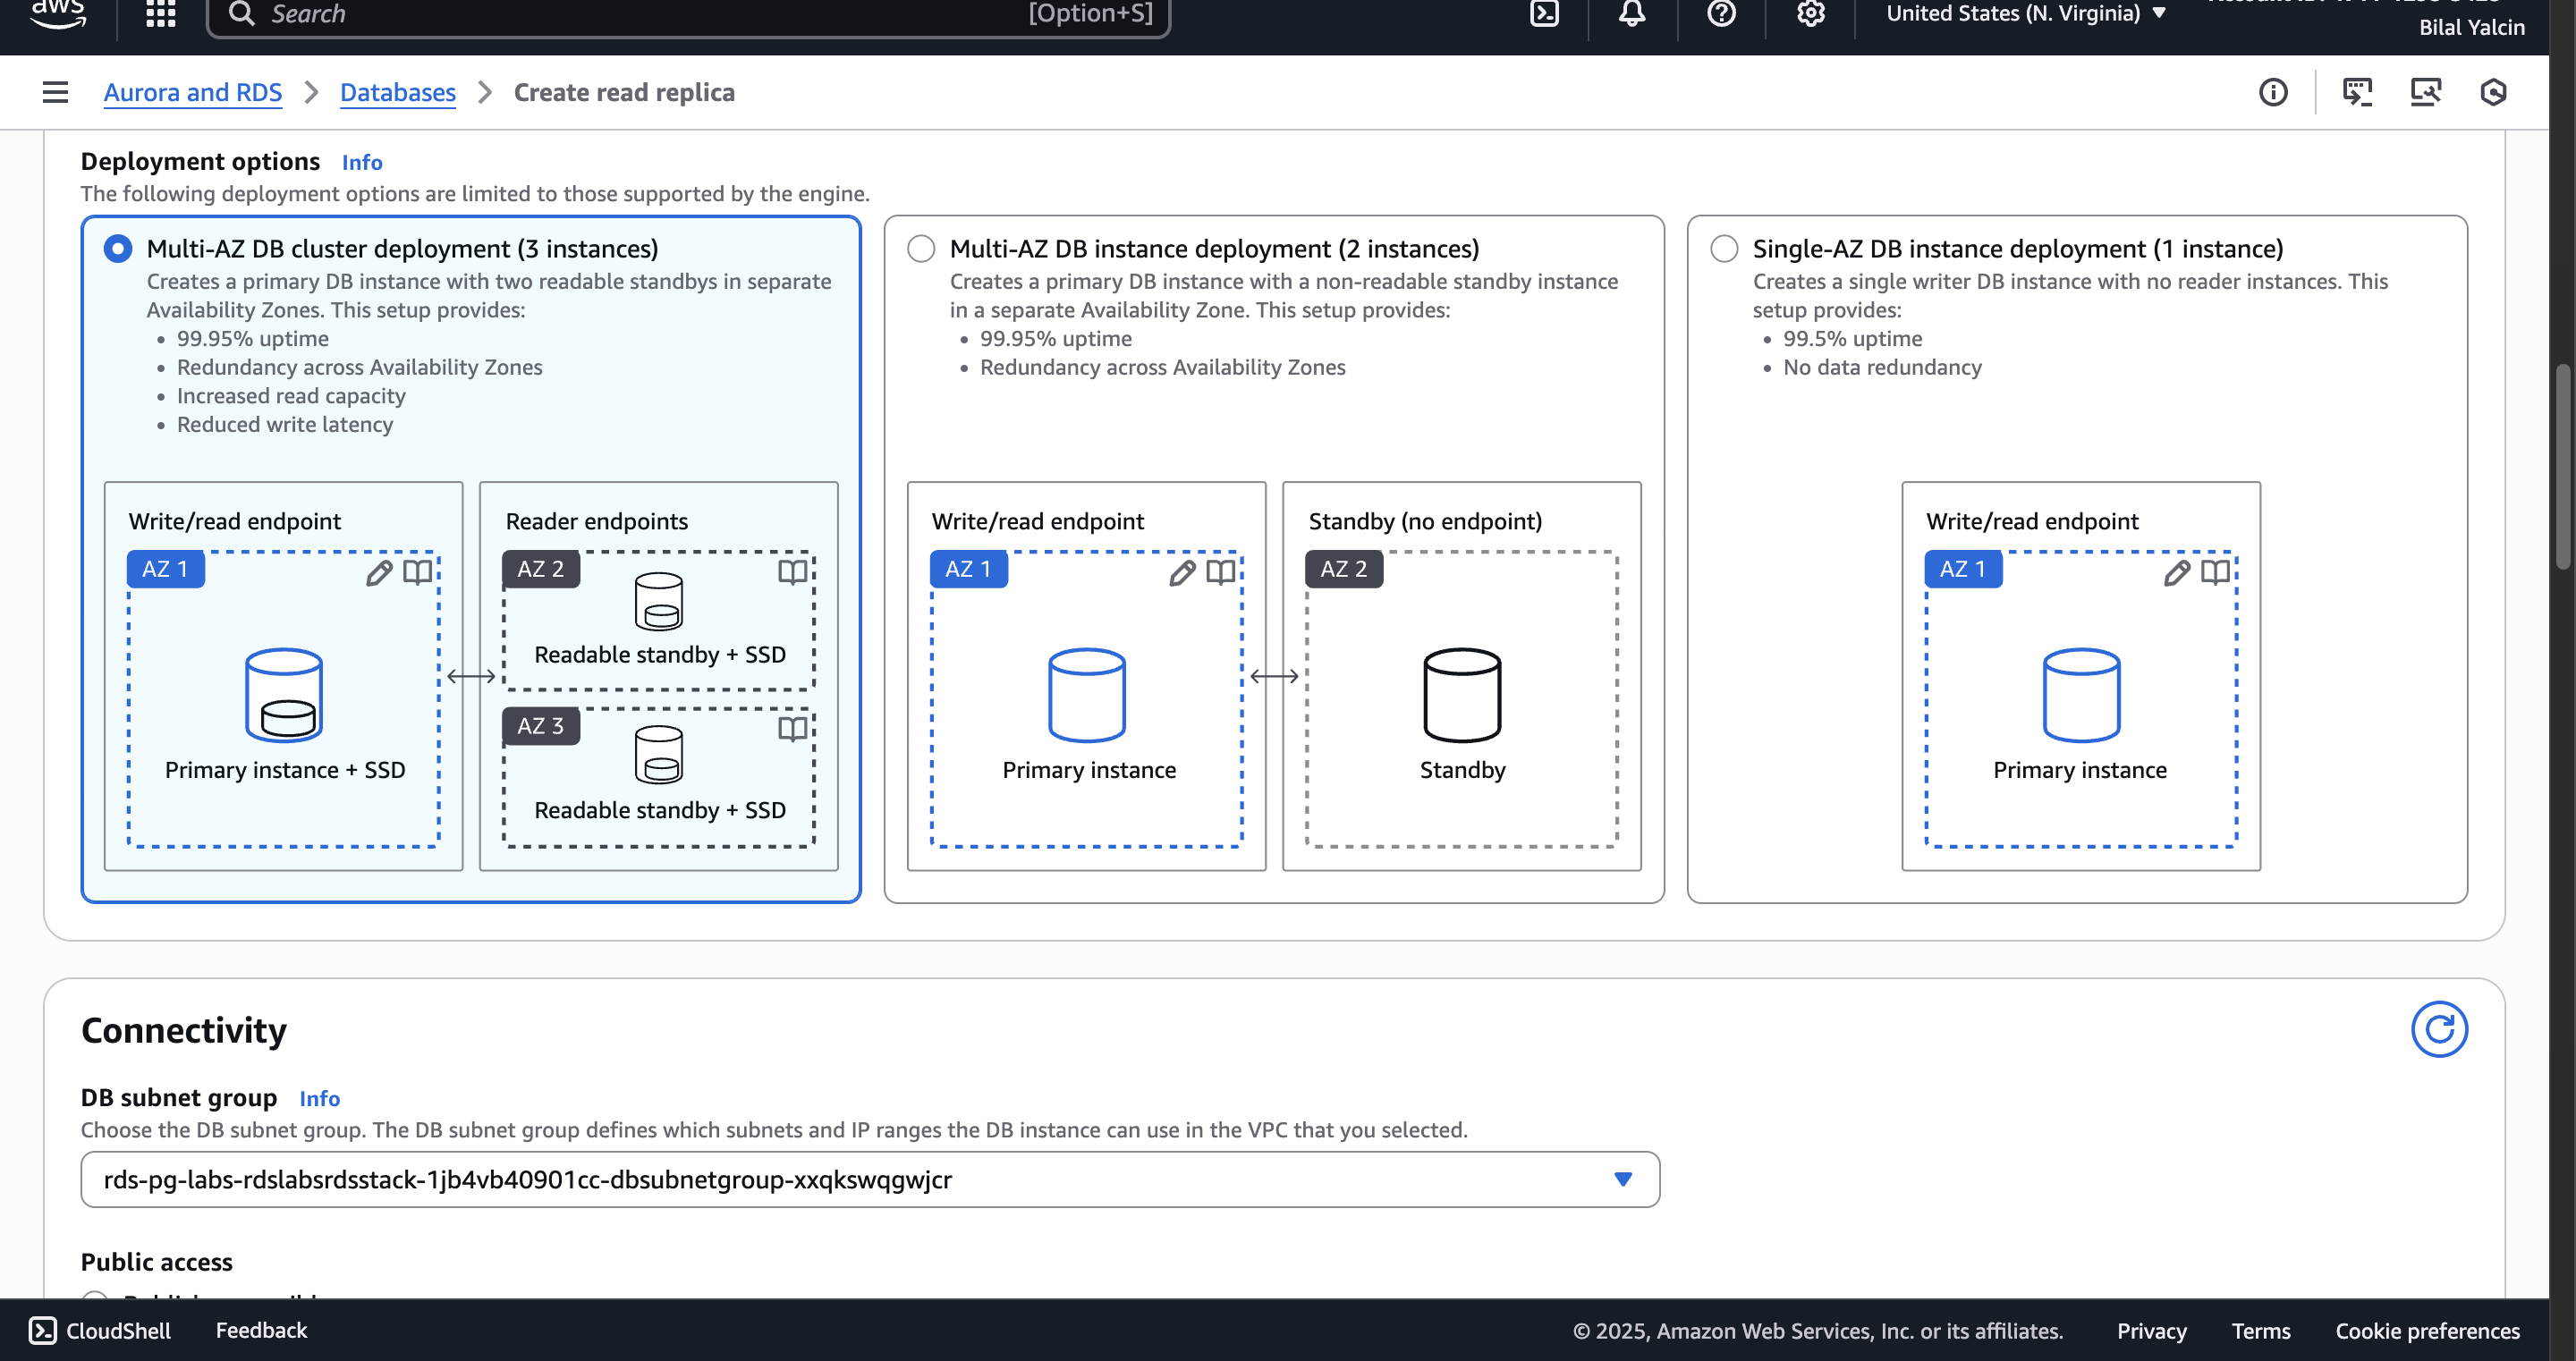 aws
Search
[Option+S]
United States (N. Virginia)
Bilal Yalcin
Aurora and RDS
Databases
Create read replica
Deployment options Info
The following deployment options are limited to those supported by the engine.
Multi-AZ DB cluster deployment (3 instances)
Creates a primary DB instance with two readable standbys in separate
Availability Zones. This setup provides:
• 99.95% uptime
• Redundancy across Availability Zones
• Increased read capacity
• Reduced write latency
Write/read endpoint
AZ 1
Primary instance + SSD
Reader endpoints
AZ 2
Readable standby + SSD
AZ 3
Readable standby + SSD
Multi-AZ DB instance deployment (2 instances)
Creates a primary DB instance with a non-readable standby instance
in a separate Availability Zone. This setup provides:
• 99.95% uptime
• Redundancy across Availability Zones
Write/read endpoint
AZ 1
Primary instance
Standby (no endpoint)
AZ 2
Standby
Single-AZ DB instance deployment (1 instance)
Creates a single writer DB instance with no reader instances. This
setup provides:
• 99.5% uptime
• No data redundancy
Write/read endpoint
AZ 1
Primary instance
Connectivity
DB subnet group Info
Choose the DB subnet group. The DB subnet group defines which subnets and IP ranges the DB instance can use in the VPC that you selected.
rds-pg-labs-rdslabsrdsstack-1jb4vb40901cc-dbsubnetgroup-xxqkswqgwjcr
Public access
CloudShell
Feedback
© 2025, Amazon Web Services, Inc. or its affiliates.
Privacy
Terms
Cookie preferences